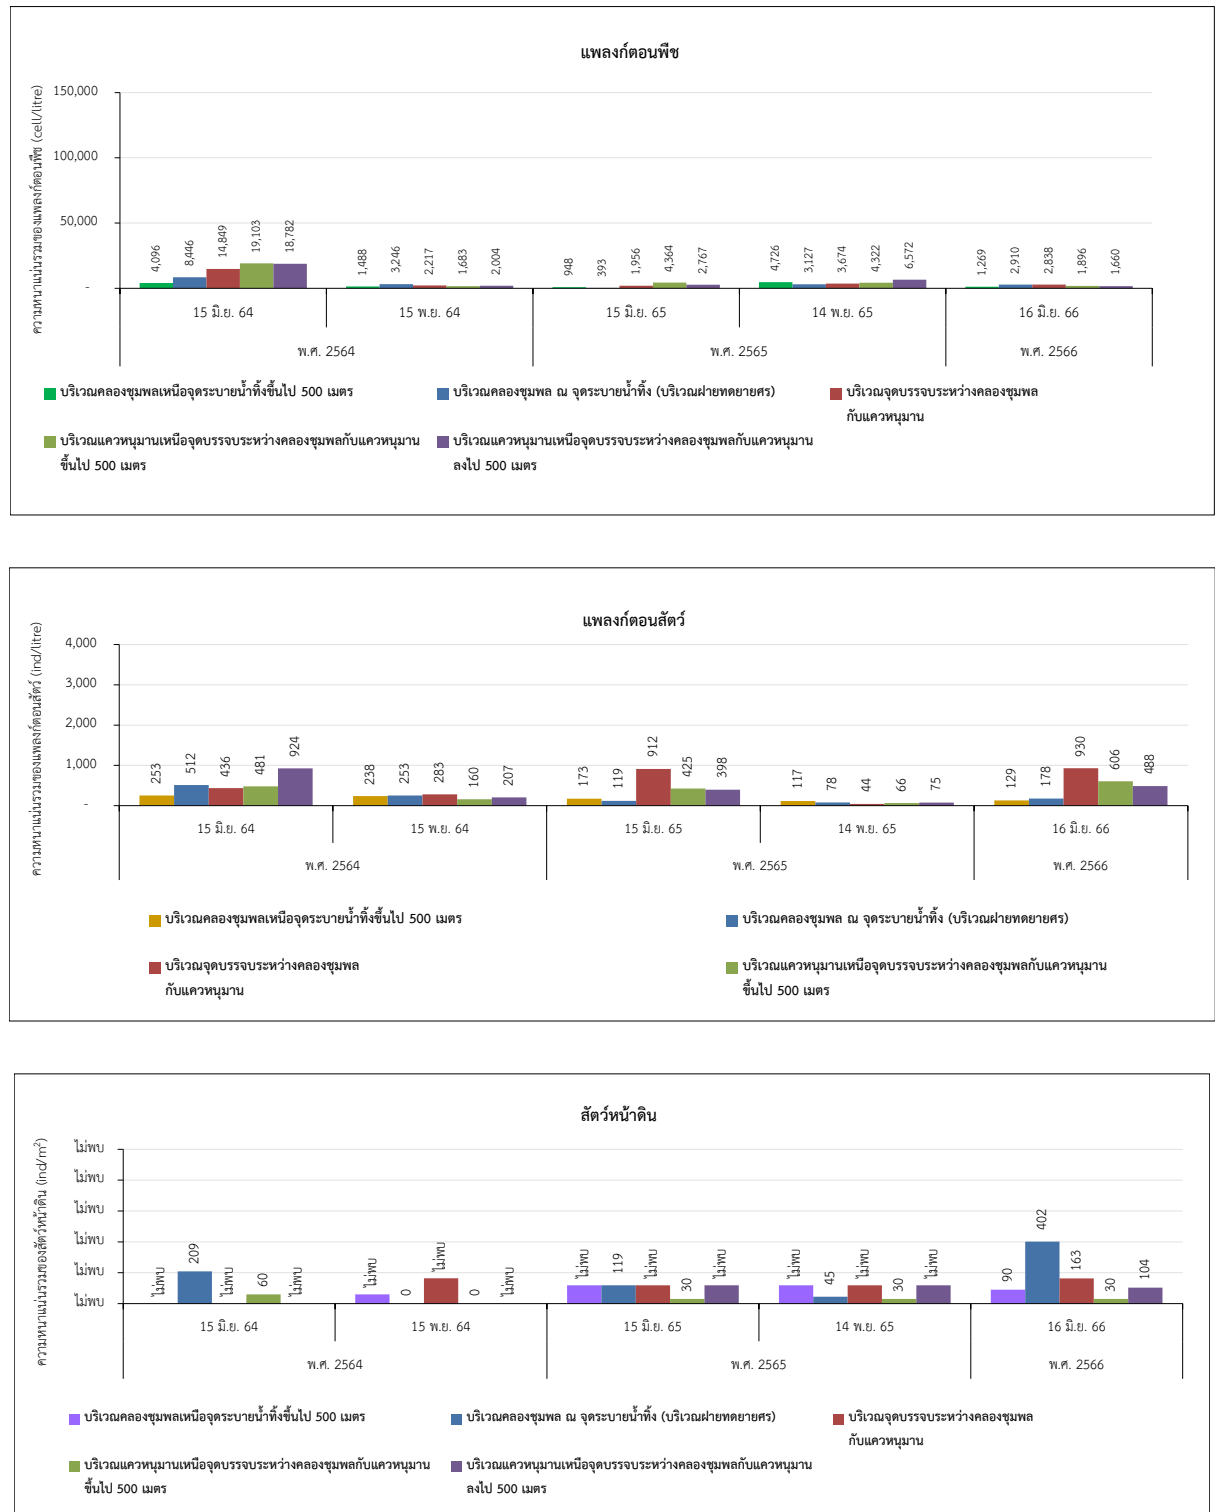 แพลงก์ตอนพืช
ความหนาแน่นรวมของแพลงก์ตอนพืช (cell/litre)
150,000
100,000
50,000
-
4,096 8,446 14,849 19,103 18,782 1,488 3,246 2,217 1,683 2,004 948 393 1,956 4,364 2,767 4,726 3,127 3,674 4,322 6,572 1,269 2,910 2,838 1,896 1,660
15 มิ.ย. 64 15 พ.ย. 64 15 มิ.ย. 65 14 พ.ย. 65 16 มิ.ย. 66
พ.ศ. 2564 พ.ศ. 2565 พ.ศ. 2566
บริเวณคลองชุมพลเหนือจุดระบายน้ำทิ้งขึ้นไป 500 เมตร
บริเวณคลองชุมพล ณ จุดระบายน้ำทิ้ง (บริเวณฝายทดยายศร)
บริเวณจุดบรรจบระหว่างคลองชุมพล
กับแควหนุมาน
บริเวณแควหนุมานเหนือจุดบรรจบระหว่างคลองชุมพลกับแควหนุมาน
ขึ้นไป 500 เมตร
บริเวณแควหนุมานเหนือจุดบรรจบระหว่างคลองชุมพลกับแควหนุมาน
ลงไป 500 เมตร
แพลงก์ตอนสัตว์
ความหนาแน่นรวมของแพลงก์ตอนสัตว์ (ind/litre)
4,000
3,000
2,000
1,000
-
253 512 436 481 924 238 253 283 160 207 173 119 912 425 398 117 78 44 66 75 129 178 930 606 488
15 มิ.ย. 64 15 พ.ย. 64 15 มิ.ย. 65 14 พ.ย. 65 16 มิ.ย. 66
พ.ศ. 2564 พ.ศ. 2565 พ.ศ. 2566
บริเวณคลองชุมพลเหนือจุดระบายน้ำทิ้งขึ้นไป 500 เมตร
บริเวณคลองชุมพล ณ จุดระบายน้ำทิ้ง (บริเวณฝายทดยายศร)
บริเวณจุดบรรจบระหว่างคลองชุมพล
กับแควหนุมาน
บริเวณแควหนุมานเหนือจุดบรรจบระหว่างคลองชุมพลกับแควหนุมาน
ขึ้นไป 500 เมตร
สัตว์หน้าดิน
ความหนาแน่นรวมของสัตว์หน้าดิน (ind/m²)
ไม่พบ
ไม่พบ
ไม่พบ
ไม่พบ
ไม่พบ
ไม่พบ
ไม่พบ 209 ไม่พบ 60 ไม่พบ ไม่พบ 0 ไม่พบ 0 ไม่พบ ไม่พบ 119 ไม่พบ 30 ไม่พบ ไม่พบ 45 ไม่พบ 30 ไม่พบ 90 402 163 30 104
15 มิ.ย. 64 15 พ.ย. 64 15 มิ.ย. 65 14 พ.ย. 65 16 มิ.ย. 66
พ.ศ. 2564 พ.ศ. 2565 พ.ศ. 2566
บริเวณคลองชุมพลเหนือจุดระบายน้ำทิ้งขึ้นไป 500 เมตร
บริเวณคลองชุมพล ณ จุดระบายน้ำทิ้ง (บริเวณฝายทดยายศร)
บริเวณจุดบรรจบระหว่างคลองชุมพล
กับแควหนุมาน
บริเวณแควหนุมานเหนือจุดบรรจบระหว่างคลองชุมพลกับแควหนุมาน
ขึ้นไป 500 เมตร
บริเวณแควหนุมานเหนือจุดบรรจบระหว่างคลองชุมพลกับแควหนุมาน
ลงไป 500 เมตร